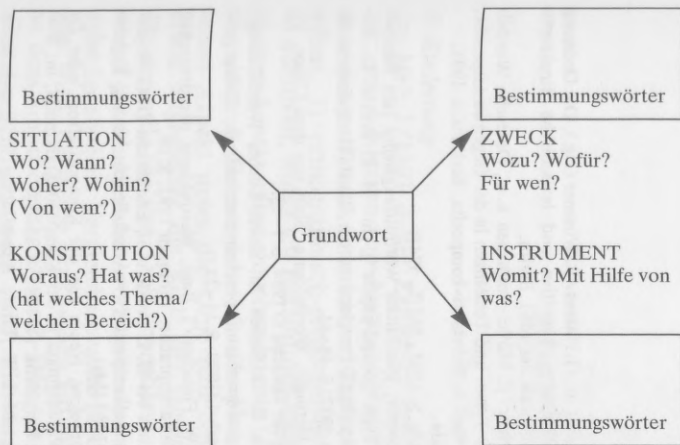 Bestimmungswörter
Bestimmungswörter
SITUATION
Wo? Wann?
Woher? Wohin?
(Von wem?)
ZWECK
Wozu? Wofür?
Für wen?
Grundwort
KONSTITUTION
Woraus? Hat was?
(hat welches Thema/
welchen Bereich?)
INSTRUMENT
Womit? Mit Hilfe von
was?
Bestimmungswörter
Bestimmungswörter